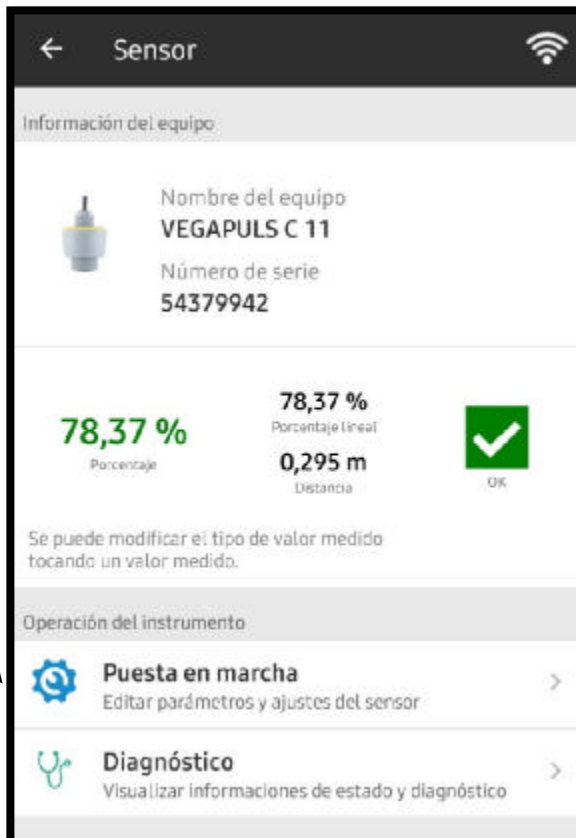 Sensor
Información del equipo
Nombre del equipo
VEGAPULS C 11
Número de serie
54379942
78,37 %
Porcentaje
78,37 %
Porcentaje lineal
0,295 m
Distancia
OK
Se puede modificar el tipo de valor medido
tocando un valor medido.
Operación del instrumento
Puesta en marcha
Editar parámetros y ajustes del sensor
Diagnóstico
Visualizar informaciones de estado y diagnóstico